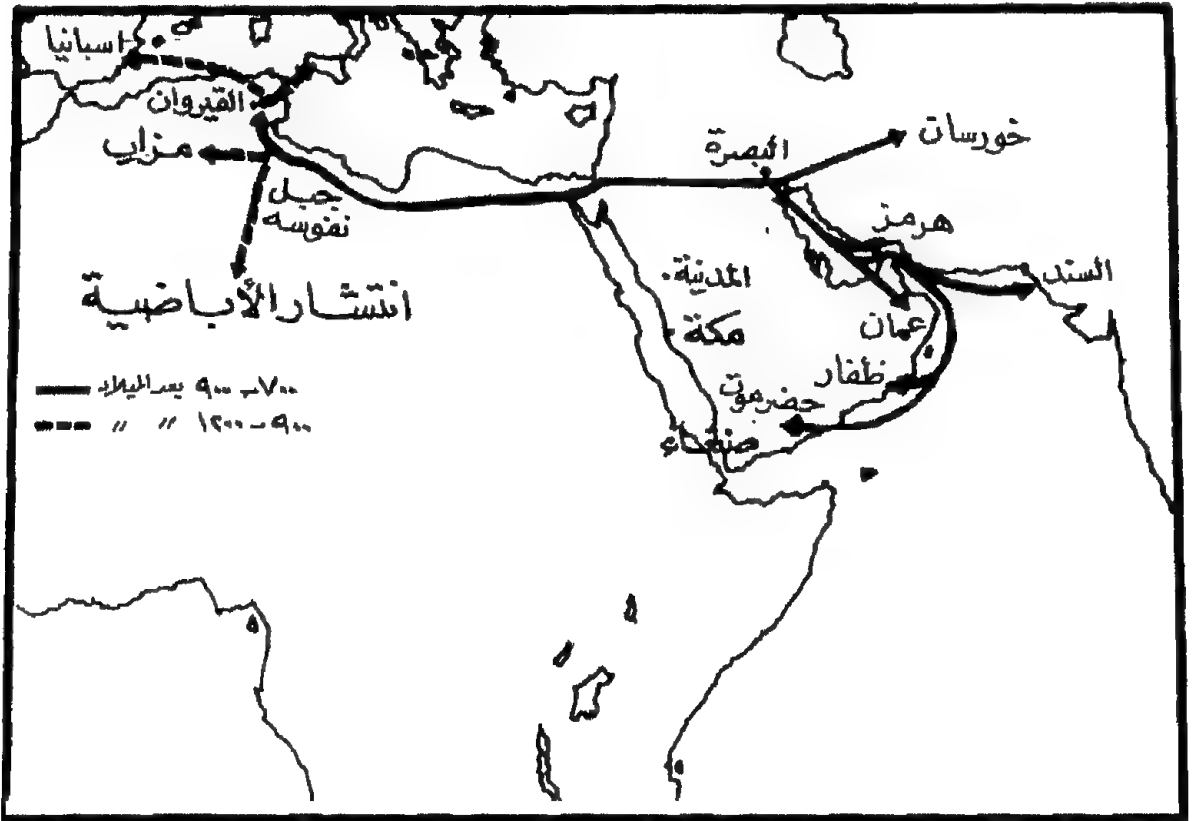 اسبانيا
القيروان
مزاب
جبل
نفوسه
البصرة
خورسان
هرمز
السند
المدنية
مكة
عمان
ظفار
حضرموت
صنعاء
انتشار الأباضية
٧٠٠ - ٩٠٠ بعد الميلاد
٩٠٠ - ١٢٠٠〃 〃